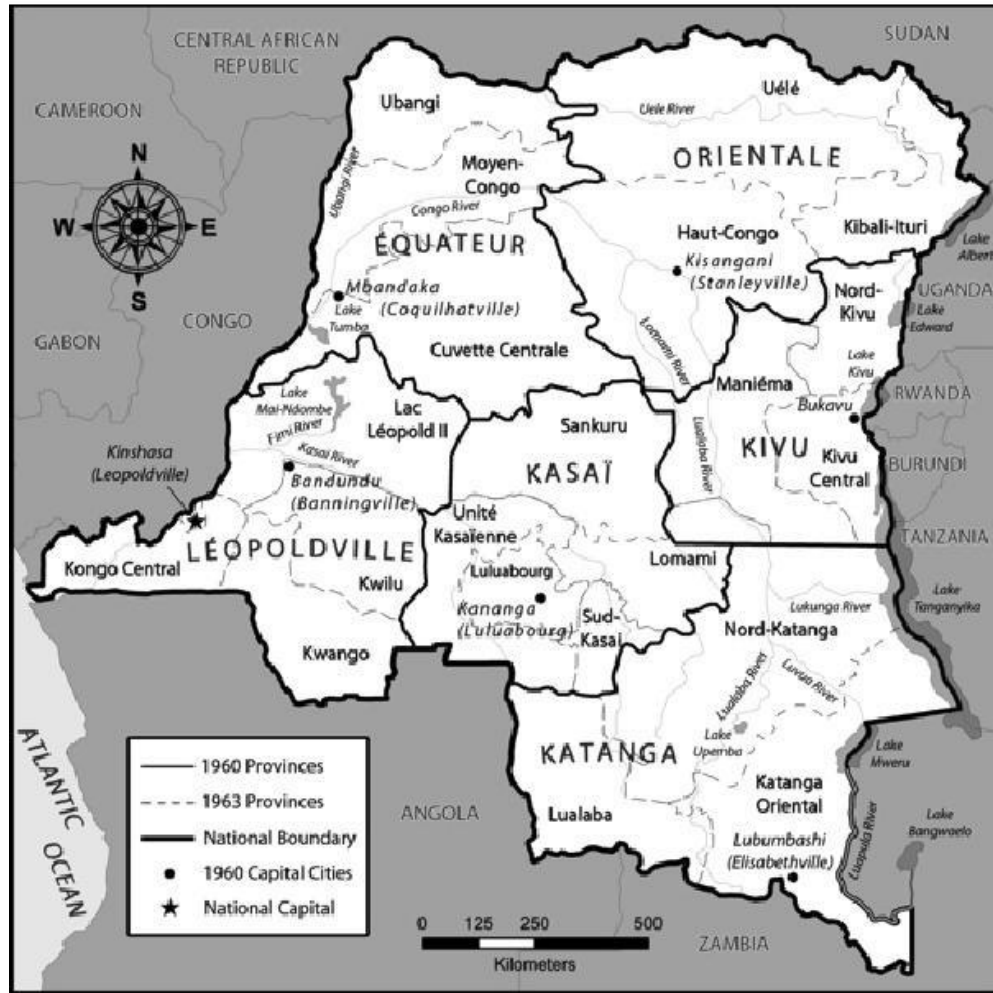 CENTRAL AFRICAN
REPUBLIC
SUDAN
CAMEROON
Ubangi
Uélé
Uele River
ORIENTALE
Moyen-
Congo
Ubangi River
Congo River
N
W
E
S
ÉQUATEUR
Haut-Congo
Kibali-Ituri
Kisangani
(Stanleyville)
Lake
Albert
Mbandaka
(Coquilhatville)
Lake
Tumba
Nord-
Kivu
UGANDA
Lake
Edward
CONGO
GABON
Cuvette Centrale
Lomami River
Lake
Kivu
Maniéma
RWANDA
Lake
Mai-Ndombe
Lac
Léopold II
Fimi River
Bukavu
Sankuru
Lualaba River
KIVU
Kinshasa
(Leopoldville)
Kasai River
Bandundu
(Banningville)
KASAÏ
Kivu
Central
BURUNDI
Unité
Kasaïenne
TANZANIA
LÉOPOLDVILLE
Kongo Central
Kwilu
Luluabourg
Lomami
Kananga
(Luluabourg)
Sud-
Kasai
Lukunga River
Lake
Tanganyika
Nord-Katanga
Kwango
Lualaba River
Luvua River
ATLANTIC OCEAN
KATANGA
Lake
Upemba
Lake
Mweru
Katanga
Oriental
Lualaba
ANGOLA
Luapula River
Lake
Bangwaelo
Lubumbashi
(Elisabethville)
ZAMBIA
1960 Provinces
1963 Provinces
National Boundary
1960 Capital Cities
National Capital
0 125 250 500
Kilometers